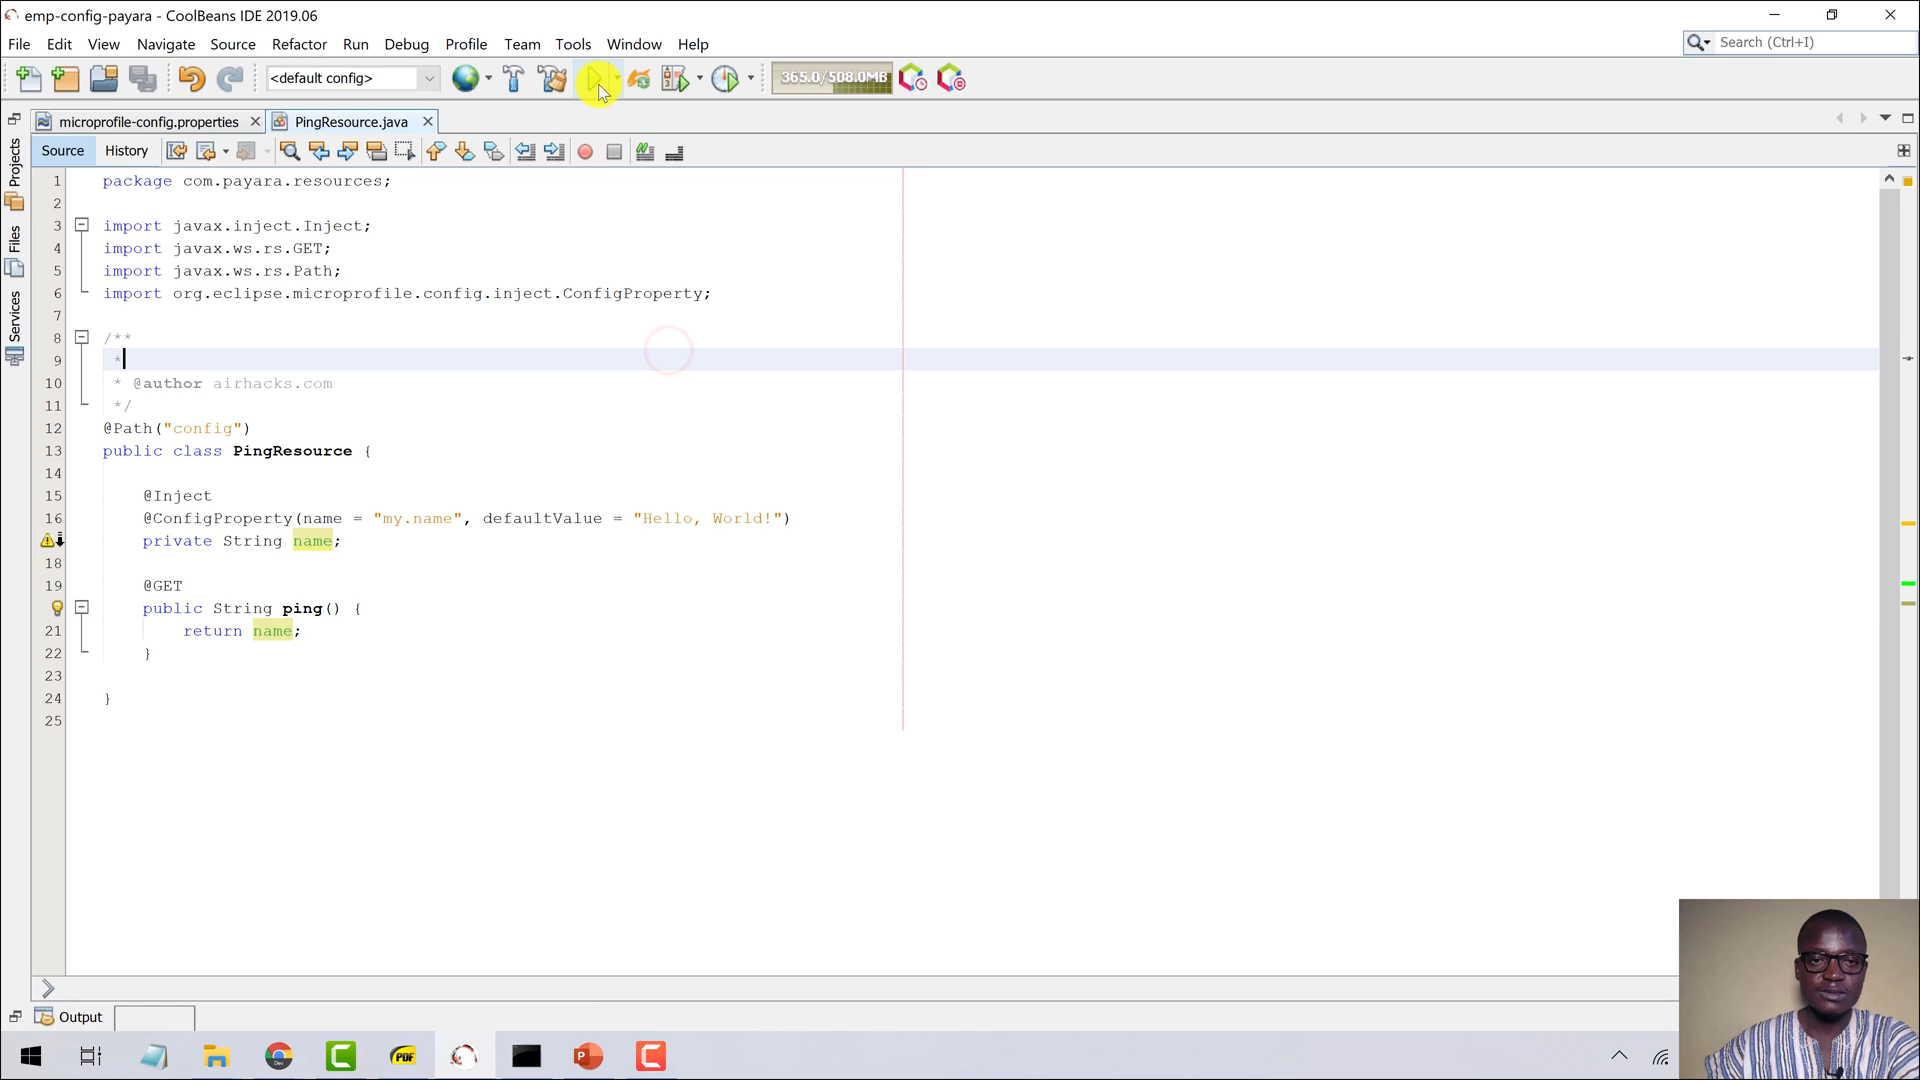 emp-config-payara - CoolBeans IDE 2019.06
File Edit View Navigate Source Refactor Run Debug Profile Team Tools Window Help
Search (Ctrl+I)
<default config>
365.0/508.0MB
microprofile-config.properties
PingResource.java
Source
History
Projects
Files
Services
1 package com.payara.resources;
2
3 import javax.inject.Inject;
4 import javax.ws.rs.GET;
5 import javax.ws.rs.Path;
6 import org.eclipse.microprofile.config.inject.ConfigProperty;
7
8 /**
9 *
10 * @author airhacks.com
11 */
12 @Path("config")
13 public class PingResource {
14
15 @Inject
16 @ConfigProperty(name = "my.name", defaultValue = "Hello, World!")
private String name;
18
19 @GET
public String ping() {
21 return name;
22 }
23
24 }
25
Output
PDF